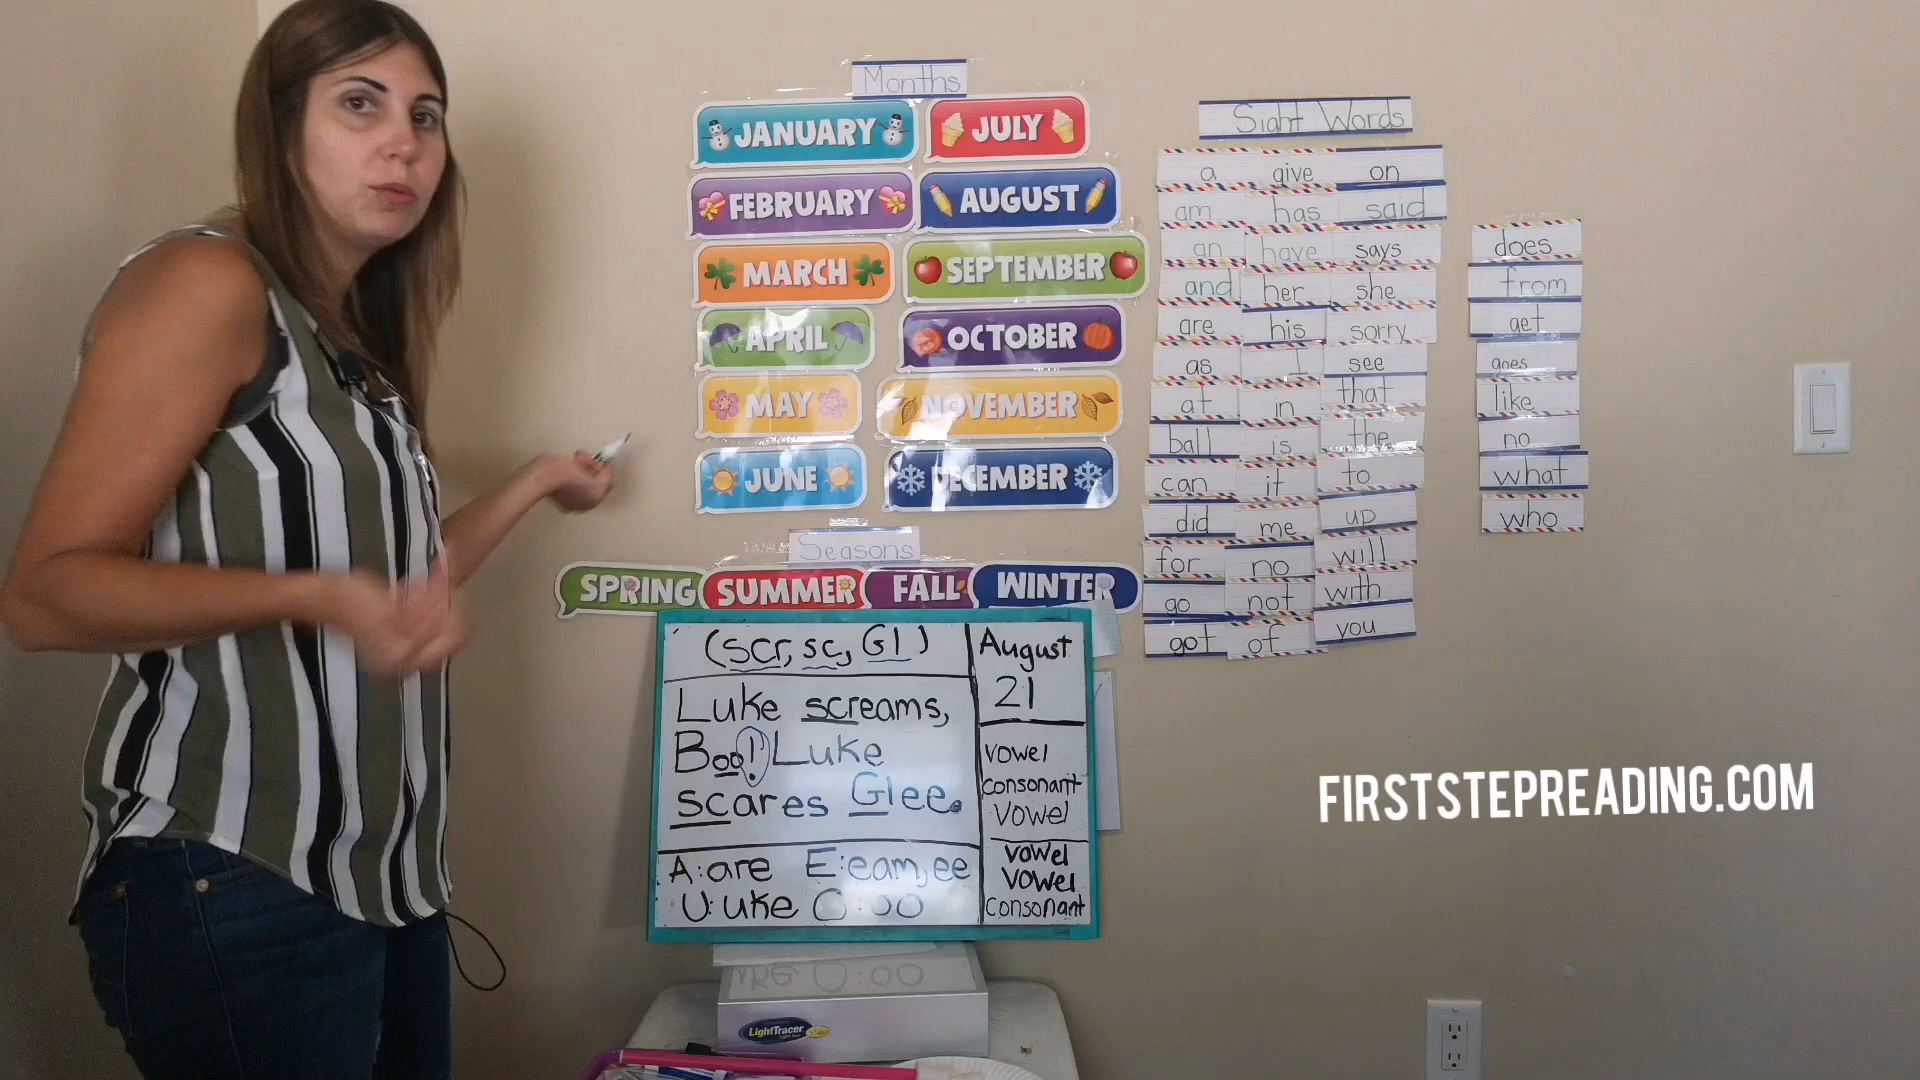 Months
JANUARY
FEBRUARY
MARCH
APRIL
MAY
JUNE
JULY
AUGUST
SEPTEMBER
OCTOBER
NOVEMBER
DECEMBER
Seasons
SPRING SUMMER FALL WINTER
Sight Words
a give on
am has said
an have says
and her she
are his sorry
as I see
at in that
ball is the
can it to
did me up
for no will
go not with
got of you
does
from
get
goes
like
no
what
who
(scr, sc, Gl)
Luke screams,
Boo! Luke
scares Glee.
A: are E: eam, ee
U: uke O: oo
August
21
vowel
consonant
vowel
vowel
vowel
consonant
uke O:oo
LightTracer
FIRSTSTEPREADING.COM